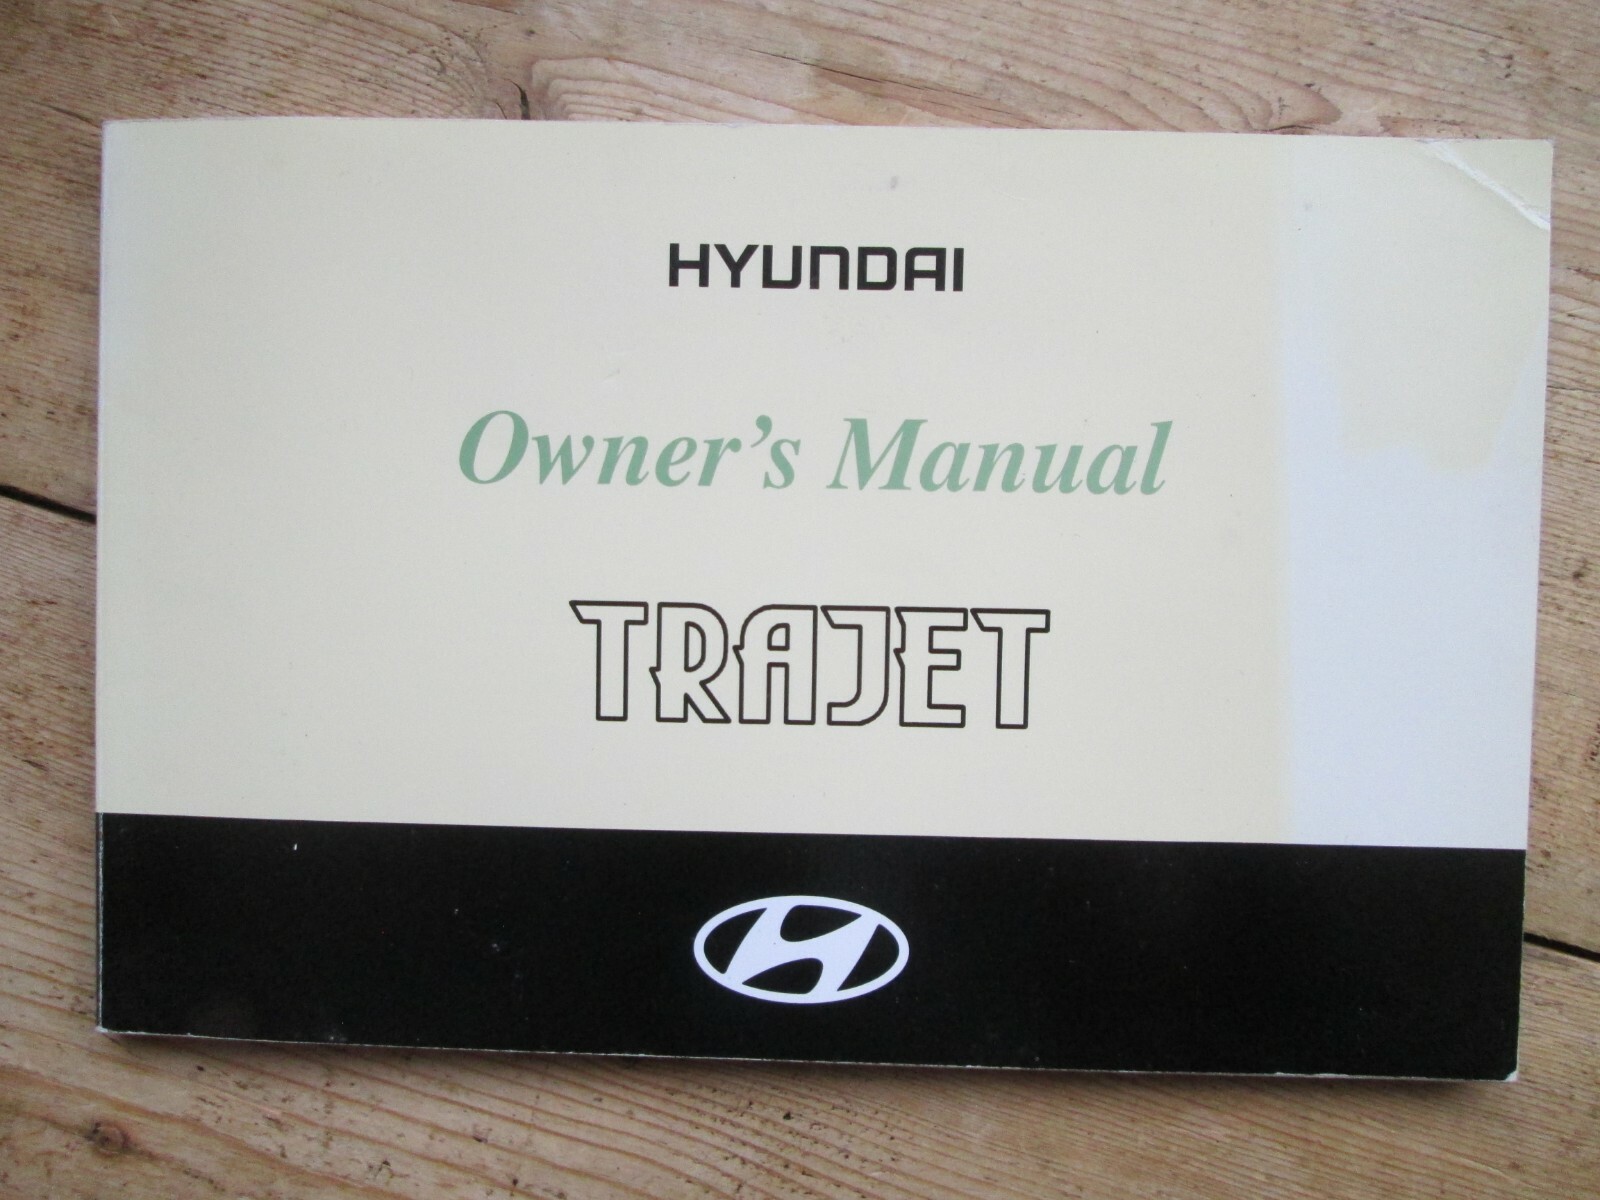 HYUNDAI
Owner's Manual
TRAJET